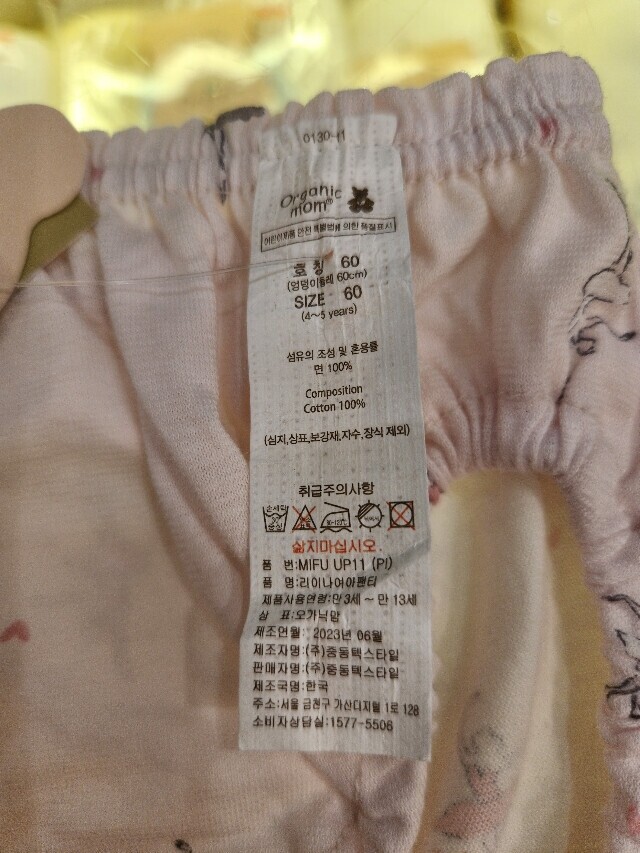 0130-r1
Organic
mom®
어린이제품 안전 특별법에 의한 품질표시
호 칭 60
(엉덩이둘레 60cm)
SIZE 60
(4~5 years)
섬유의 조성 및 혼용률
면 100%
Composition
Cotton 100%
(심지,상표,보강재,자수,장식 제외)
취급주의사항
삶지마십시오.
품 번:MIFU UP11 (PI)
품 명:리이나여아팬티
제품사용연령:만3세 ~ 만 13세
상 표:오가닉맘
제조연월: 2023년 06월
제조자명:(주)중동텍스타일
판매자명:(주)중동텍스타일
제조국명:한국
주소:서울 금천구 가산디지털 1로 128
소비자상담실:1577-5506